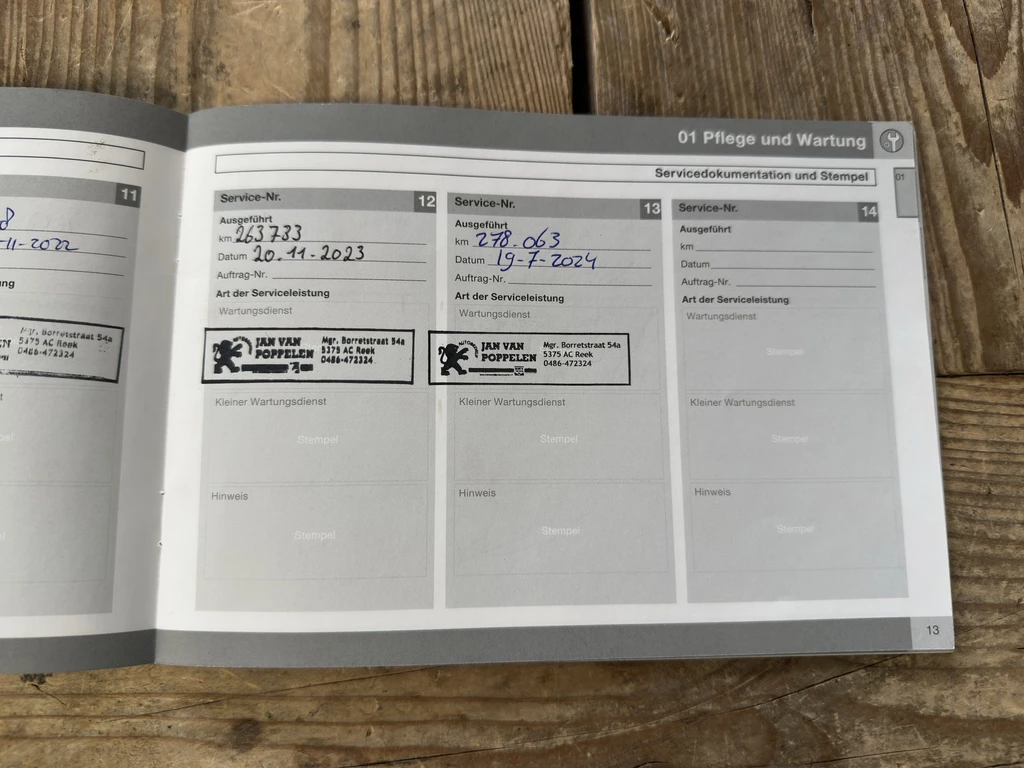 11
8
-11-2022
ng
Mgr. Borretstraat 54a
5375 AC Reek
0486-472324
01 Pflege und Wartung
Servicedokumentation und Stempel
01
Service-Nr. 12
Ausgeführt
km 263733
Datum 20-11-2023
Auftrag-Nr.
Art der Serviceleistung
Wartungsdienst
JAN VAN
POPPELEN
Mgr. Borretstraat 54a
5375 AC Reek
0486-472324
Kleiner Wartungsdienst
Stempel
Hinweis
Stempel
Service-Nr. 13
Ausgeführt
km 278.063
Datum 19-7-2024
Auftrag-Nr.
Art der Serviceleistung
Wartungsdienst
JAN VAN
POPPELEN
Mgr. Borretstraat 54a
5375 AC Reek
0486-472324
Kleiner Wartungsdienst
Stempel
Hinweis
Stempel
Service-Nr. 14
Ausgeführt
km
Datum
Auftrag-Nr.
Art der Serviceleistung
Wartungsdienst
Stempel
Kleiner Wartungsdienst
Stempel
Hinweis
Stempel
13